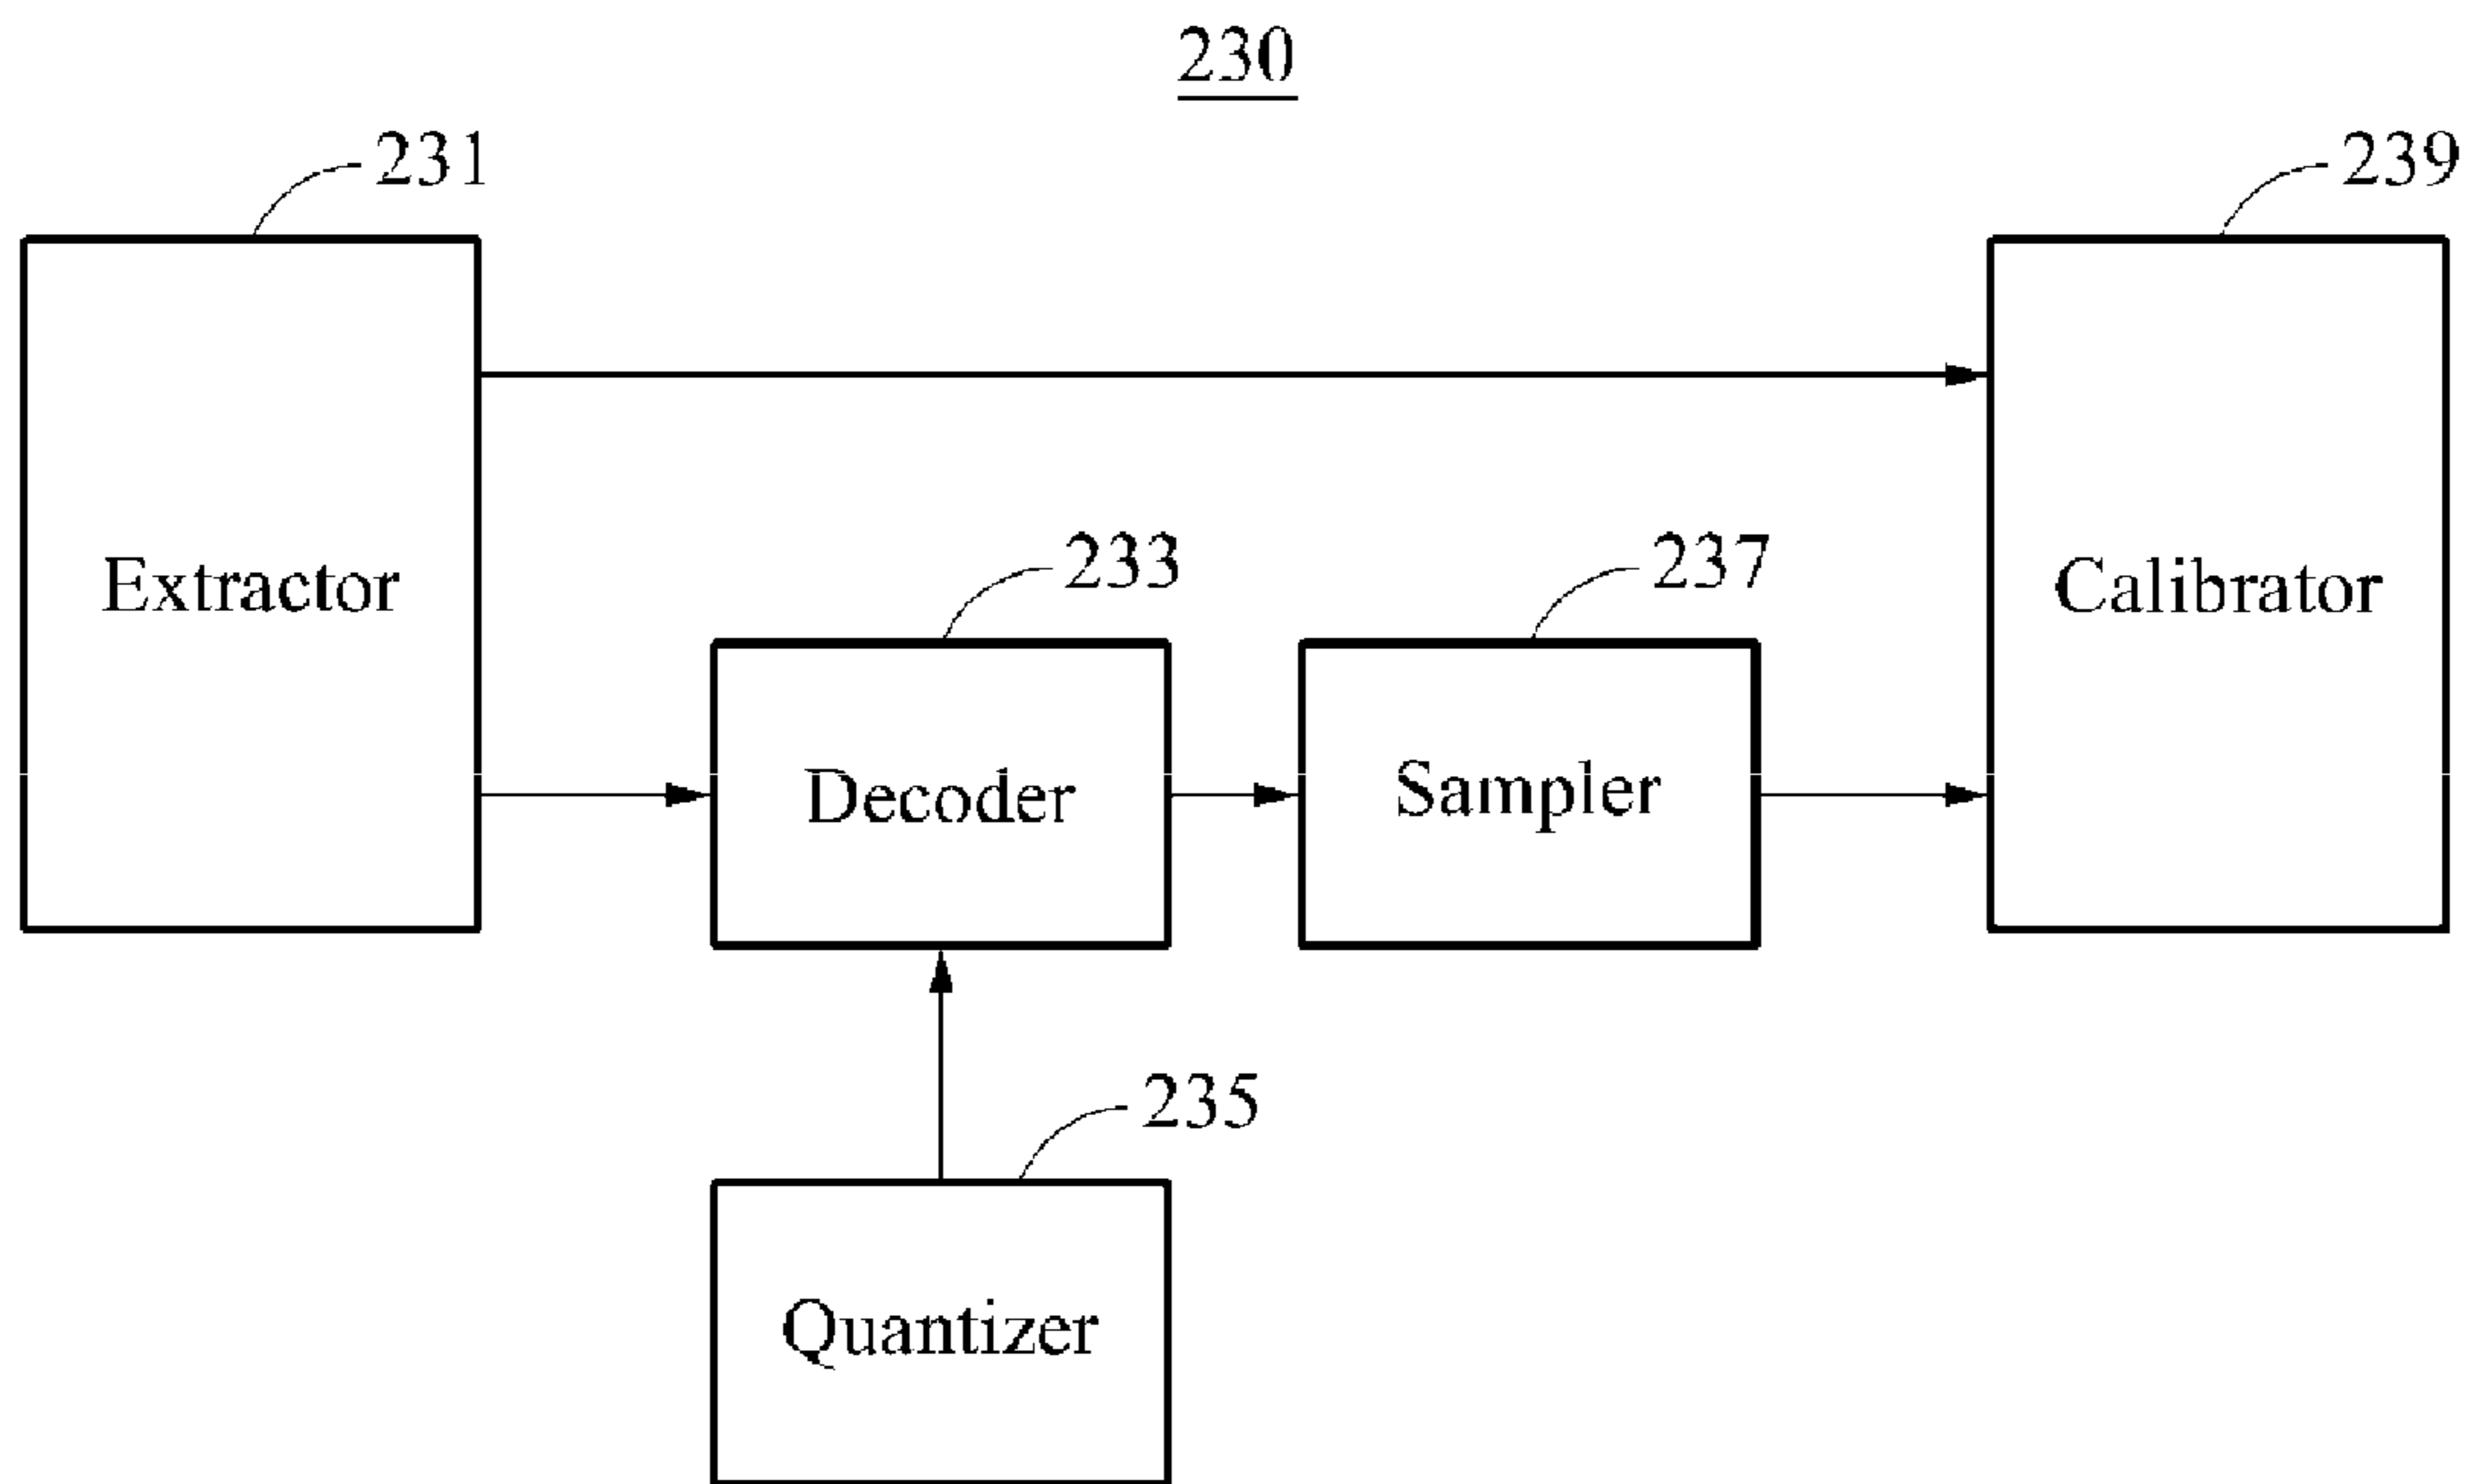 230
231
239
Extractor
233
237
Calibrator
Decoder
Sampler
235
Quantizer